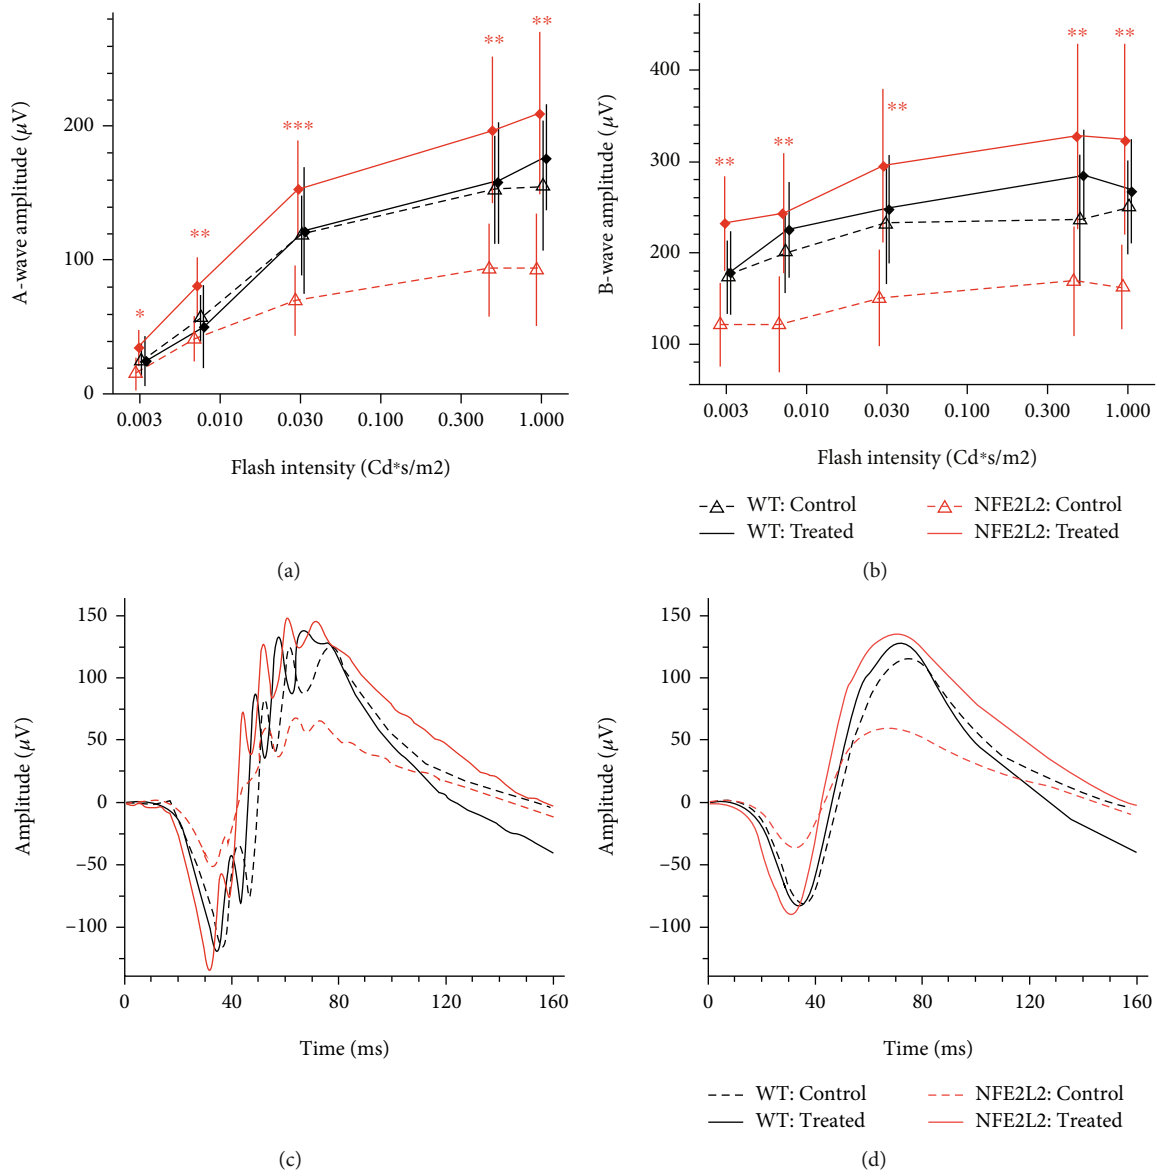 A-wave amplitude (μV)
200
100
0
*
**
***
**
**
0.003 0.010 0.030 0.100 0.300 1.000
Flash intensity (Cd*s/m2)
(a)
B-wave amplitude (μV)
400
300
200
100
**
**
**
**
**
0.003 0.010 0.030 0.100 0.300 1.000
Flash intensity (Cd*s/m2)
WT: Control
NFE2L2: Control
WT: Treated
NFE2L2: Treated
(b)
Amplitude (μV)
150
100
50
0
−50
−100
0 40 80 120 160
Time (ms)
(c)
Amplitude (μV)
150
100
50
0
−50
−100
0 40 80 120 160
Time (ms)
WT: Control
NFE2L2: Control
WT: Treated
NFE2L2: Treated
(d)